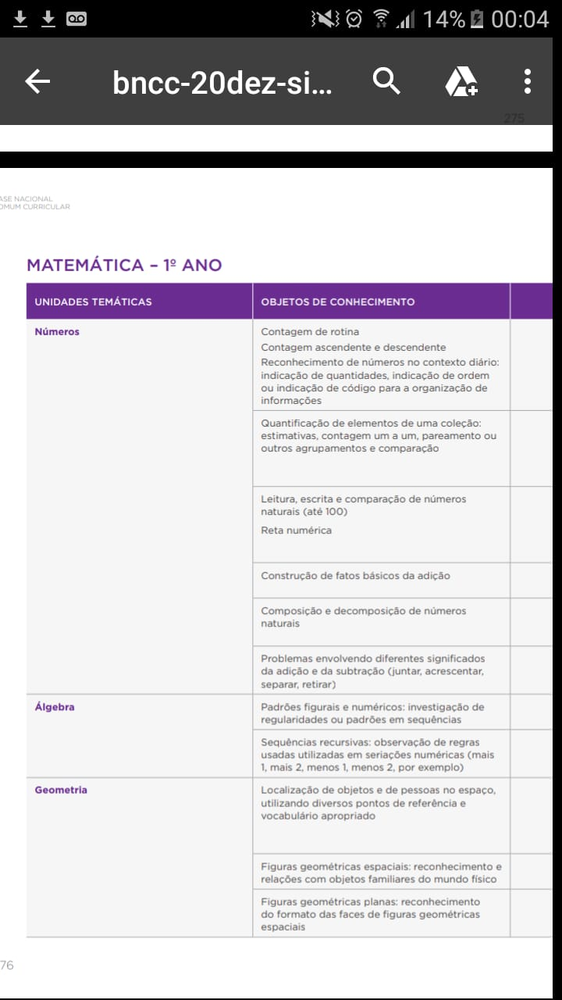 14% 00:04
bncc-20dez-si...
275
ASE NACIONAL
OMUM CURRICULAR
MATEMÁTICA – 1º ANO
UNIDADES TEMÁTICAS
OBJETOS DE CONHECIMENTO
Números
Contagem de rotina
Contagem ascendente e descendente
Reconhecimento de números no contexto diário:
indicação de quantidades, indicação de ordem
ou indicação de código para a organização de
informações
Quantificação de elementos de uma coleção:
estimativas, contagem um a um, pareamento ou
outros agrupamentos e comparação
Leitura, escrita e comparação de números
naturais (até 100)
Reta numérica
Construção de fatos básicos da adição
Composição e decomposição de números
naturais
Problemas envolvendo diferentes significados
da adição e da subtração (juntar, acrescentar,
separar, retirar)
Álgebra
Padrões figurais e numéricos: investigação de
regularidades ou padrões em sequências
Sequências recursivas: observação de regras
usadas utilizadas em seriações numéricas (mais
1, mais 2, menos 1, menos 2, por exemplo)
Geometria
Localização de objetos e de pessoas no espaço,
utilizando diversos pontos de referência e
vocabulário apropriado
Figuras geométricas espaciais: reconhecimento e
relações com objetos familiares do mundo físico
Figuras geométricas planas: reconhecimento
do formato das faces de figuras geométricas
espaciais
76